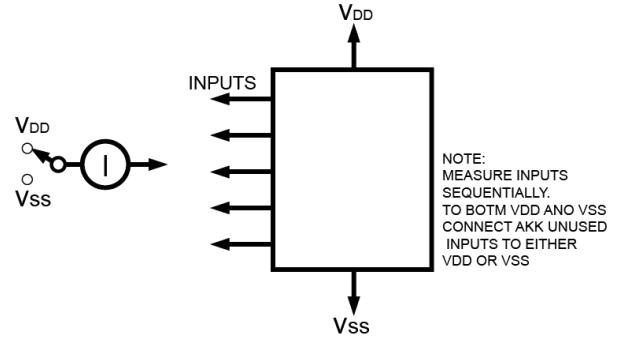 VDD
INPUTS
VDD
I
VSS
NOTE:
MEASURE INPUTS
SEQUENTIALLY.
TO BOTM VDD ANO VSS
CONNECT AKK UNUSED
INPUTS TO EITHER
VDD OR VSS
VSS